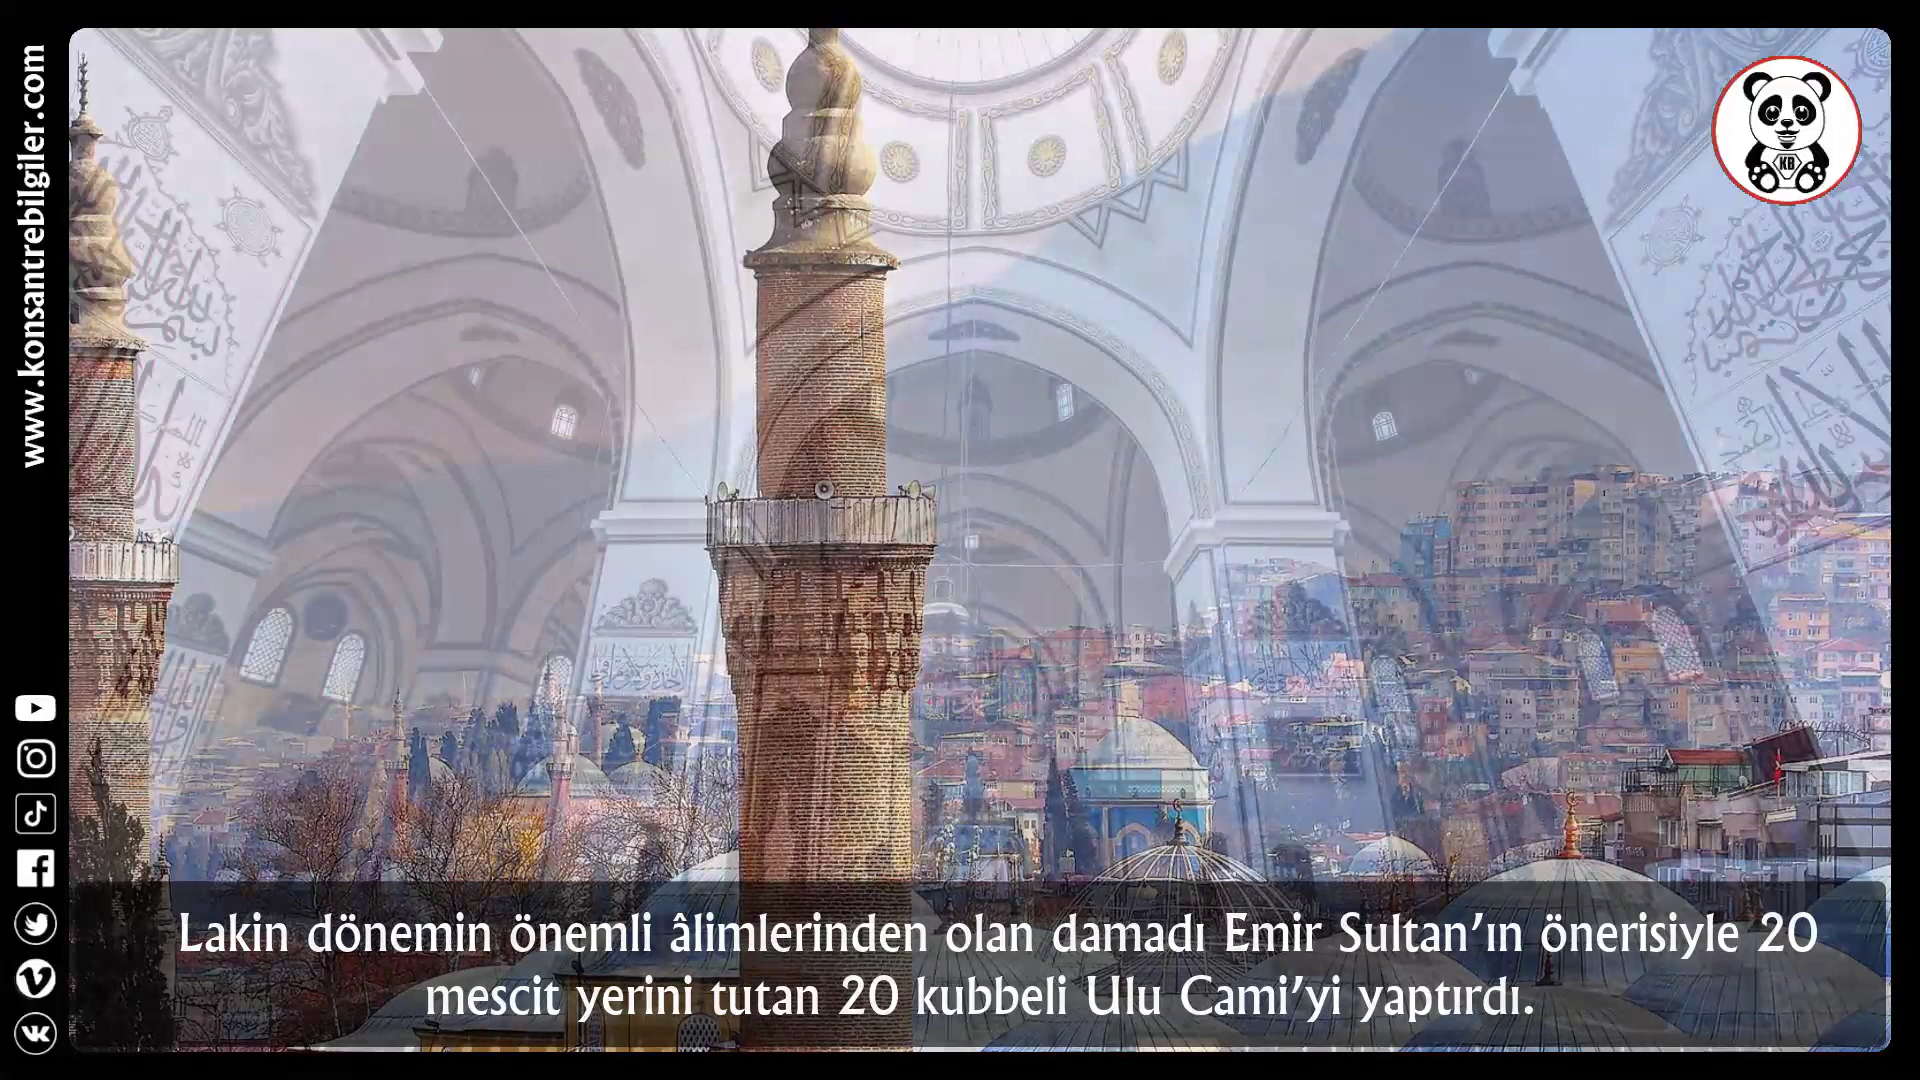 www.konsantrebilgiler.com
KB
Lakin dönemin önemli âlimlerinden olan damadı Emir Sultan’ın önerisiyle 20
mescit yerini tutan 20 kubbeli Ulu Cami’yi yaptırdı.